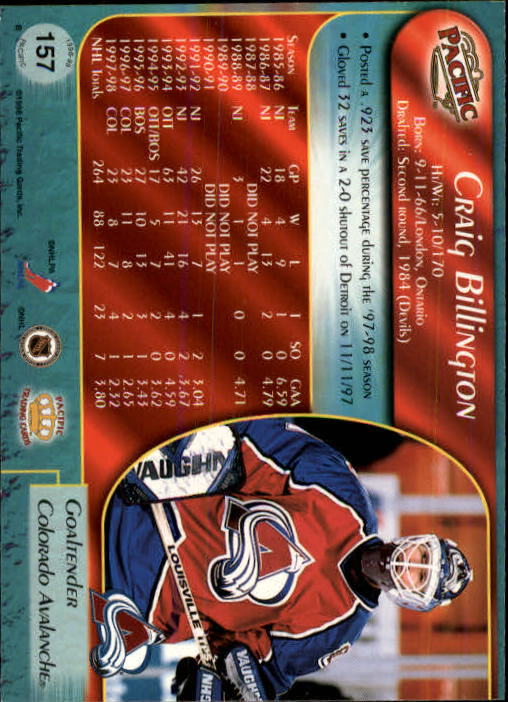 PACIFIC
CRAIG BILLINGTON
HT/WT: 5-10/170
BORN: 9-11-66/LONDON, ONTARIO
DRAFTED: SECOND ROUND, 1984 (DEVILS)
• POSTED A .923 SAVE PERCENTAGE DURING THE '97-98 SEASON
• GLOVED 32 SAVES IN A 2-0 SHUTOUT OF DETROIT ON 11/11/97
SEASON TEAM GP W L T SO GAA
1985-86 NJ 18 4 9 1 0 6.59
1986-87 NJ 22 4 13 2 0 4.79
1987-88 DID NOT PLAY
1988-89 NJ 3 1 1 0 0 4.71
1989-90 DID NOT PLAY
1990-91 DID NOT PLAY
1991-92 NJ 26 13 7 1 2 3.04
1992-93 NJ 42 21 16 4 2 3.67
1993-94 OTT 63 11 41 4 0 4.59
1994-95 OTT/BOS 17 5 7 2 0 3.62
1995-96 BOS 27 10 13 3 1 3.43
1996-97 COL 23 11 8 2 1 2.65
1997-98 COL 23 8 7 4 1 2.32
NHL TOTALS 264 88 122 23 7 3.80
VAUGHN
LOUISVILLE
VAUGHN
GOALTENDER
COLORADO AVALANCHE®
1998-99
157
PACIFIC®
©1998 Pacific Trading Cards, Inc.
©NHLPA
©NHL
PACIFIC
TRADING CARDS